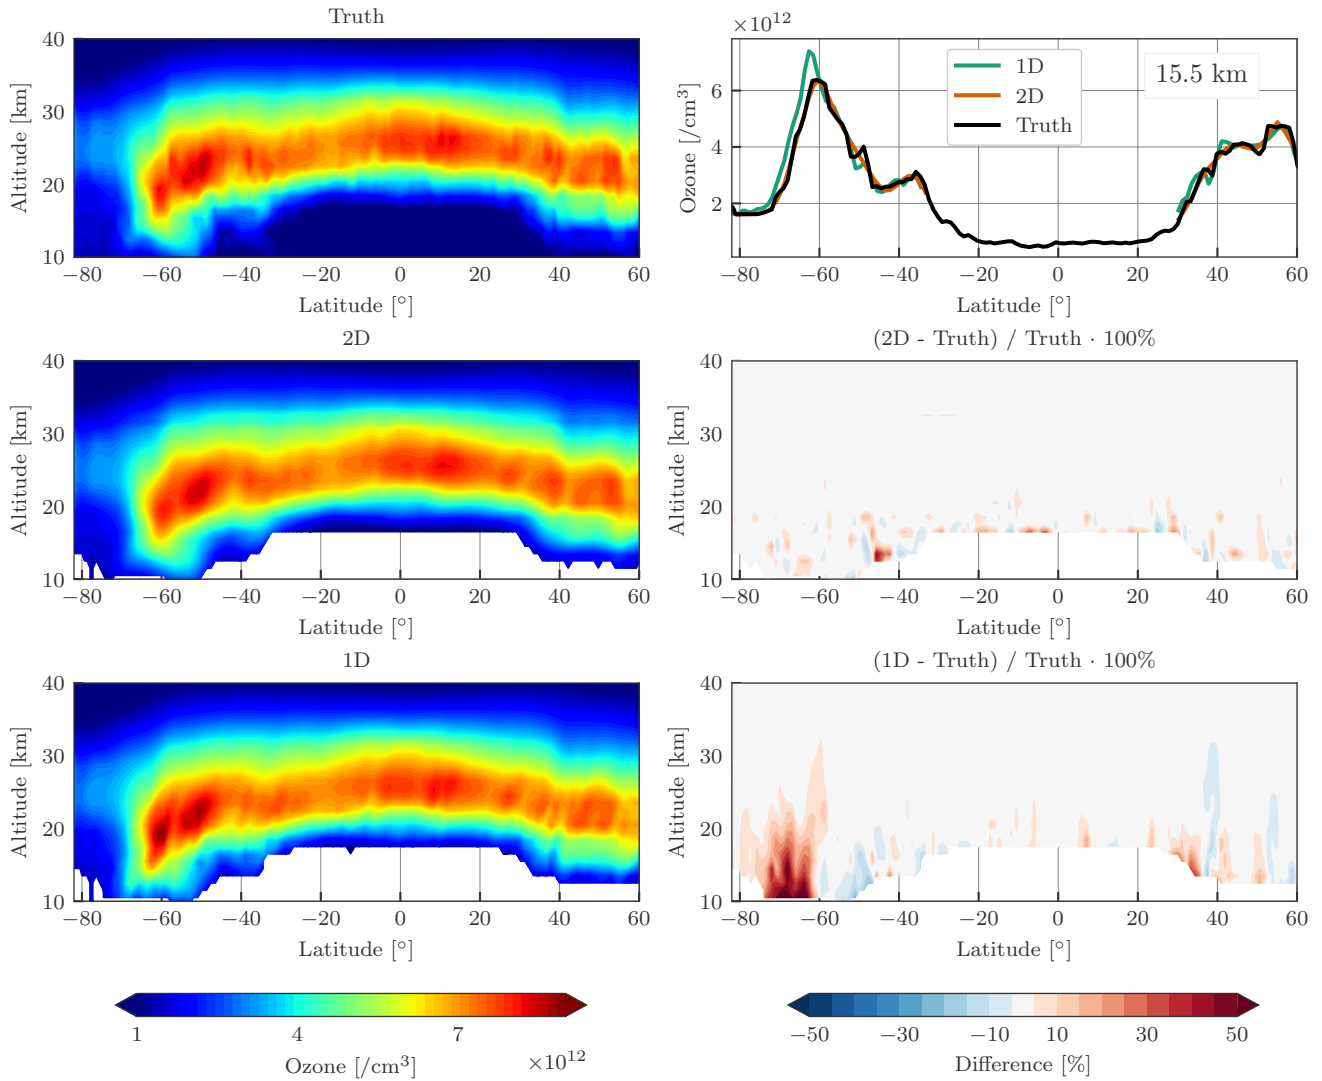 Truth
Altitude [km]
40
30
20
10
−80 −60 −40 −20 0 20 40 60
Latitude [°]
×10¹²
Ozone [/cm³]
6
4
2
1D
2D
Truth
15.5 km
−80 −60 −40 −20 0 20 40 60
Latitude [°]
2D
Altitude [km]
40
30
20
10
−80 −60 −40 −20 0 20 40 60
Latitude [°]
(2D - Truth) / Truth · 100%
Altitude [km]
40
30
20
10
−80 −60 −40 −20 0 20 40 60
Latitude [°]
1D
Altitude [km]
40
30
20
10
−80 −60 −40 −20 0 20 40 60
Latitude [°]
(1D - Truth) / Truth · 100%
Altitude [km]
40
30
20
10
−80 −60 −40 −20 0 20 40 60
Latitude [°]
1 4 7
Ozone [/cm³]
×10¹²
−50 −30 −10 10 30 50
Difference [%]